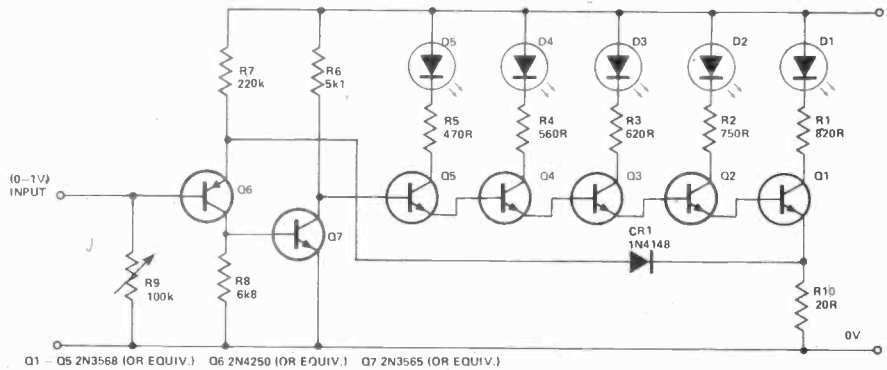 D5
D4
D3
D2
D1
R7
220k
R6
5k1
R5
470R
R4
560R
R3
620R
R2
750R
R1
820R
(0–1V)
INPUT
Q6
Q5
Q4
Q3
Q2
Q1
Q7
CR1
1N4148
R9
100k
R8
6k8
R10
20R
0V
Q1 – Q5 2N3568 (OR EQUIV.) Q6 2N4250 (OR EQUIV.) Q7 2N3565 (OR EQUIV.)